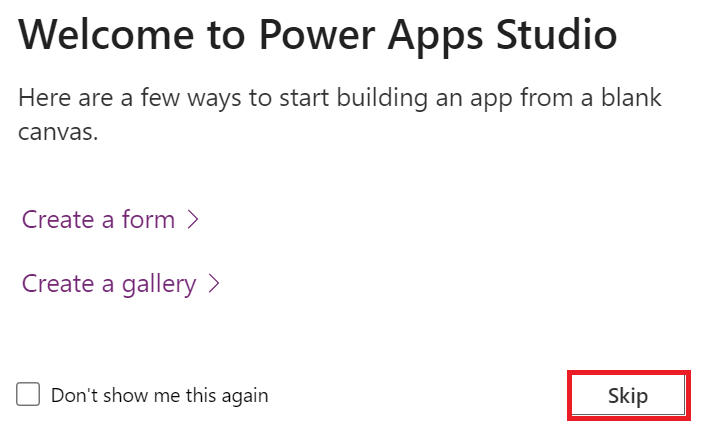 Welcome to Power Apps Studio
Here are a few ways to start building an app from a blank
canvas.
Create a form
Create a gallery
Don't show me this again
Skip